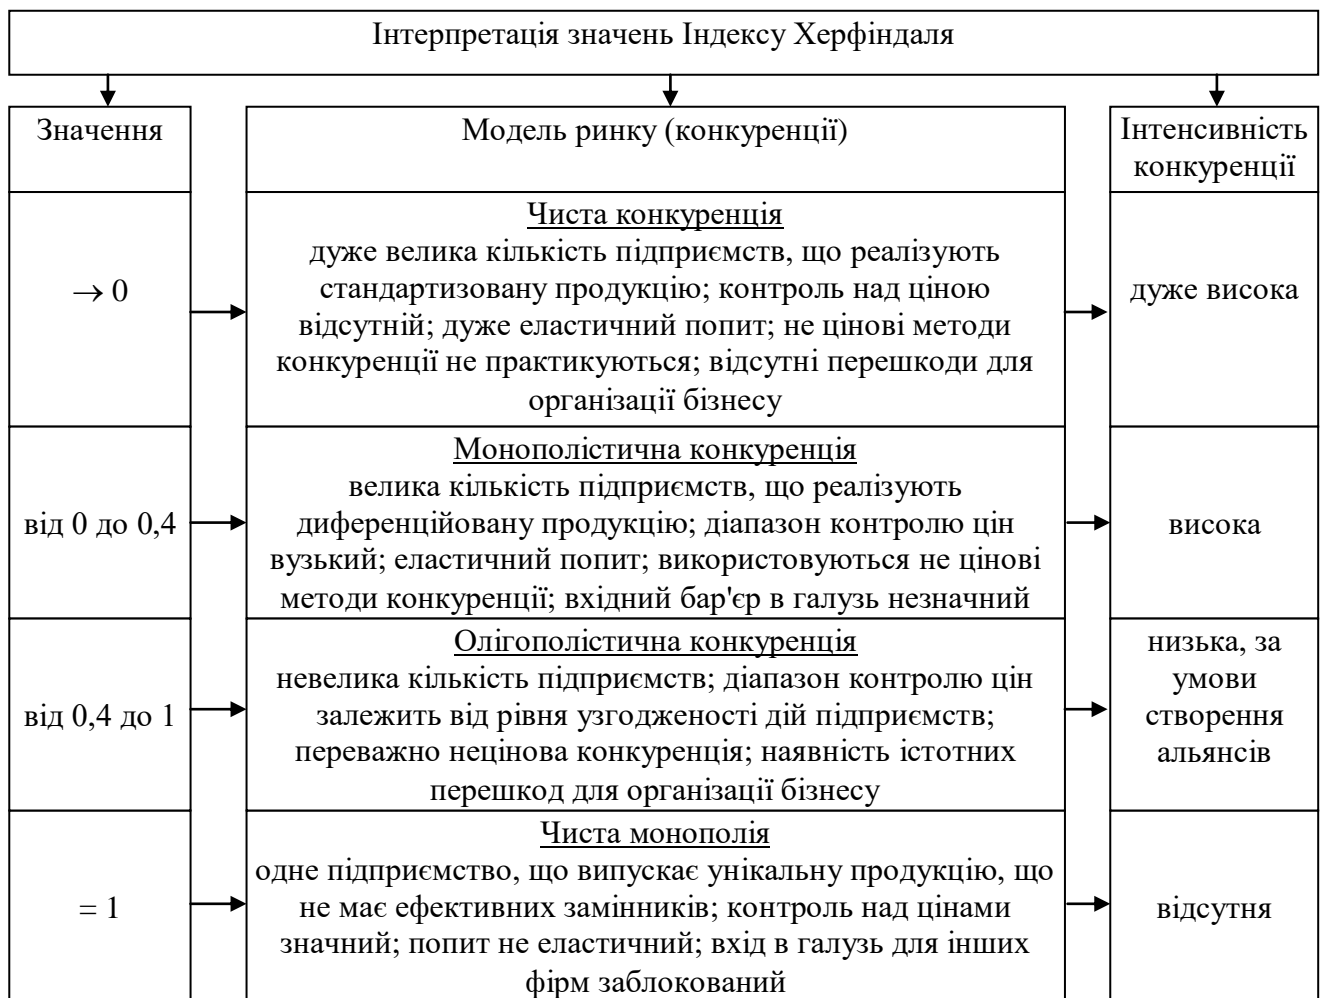 Інтерпретація значень Індексу Херфіндаля
Значення
Модель ринку (конкуренції)
Інтенсивність
конкуренції
→ 0
Чиста конкуренція
дуже велика кількість підприємств, що реалізують
стандартизовану продукцію; контроль над ціною
відсутній; дуже еластичний попит; не цінові методи
конкуренції не практикуються; відсутні перешкоди для
організації бізнесу
дуже висока
від 0 до 0,4
Монополістична конкуренція
велика кількість підприємств, що реалізують
диференційовану продукцію; діапазон контролю цін
вузький; еластичний попит; використовуються не цінові
методи конкуренції; вхідний бар'єр в галузь незначний
висока
від 0,4 до 1
Олігополістична конкуренція
невелика кількість підприємств; діапазон контролю цін
залежить від рівня узгодженості дій підприємств;
переважно нецінова конкуренція; наявність істотних
перешкод для організації бізнесу
низька, за
умови
створення
альянсів
= 1
Чиста монополія
одне підприємство, що випускає унікальну продукцію, що
не має ефективних замінників; контроль над цінами
значний; попит не еластичний; вхід в галузь для інших
фірм заблокований
відсутня